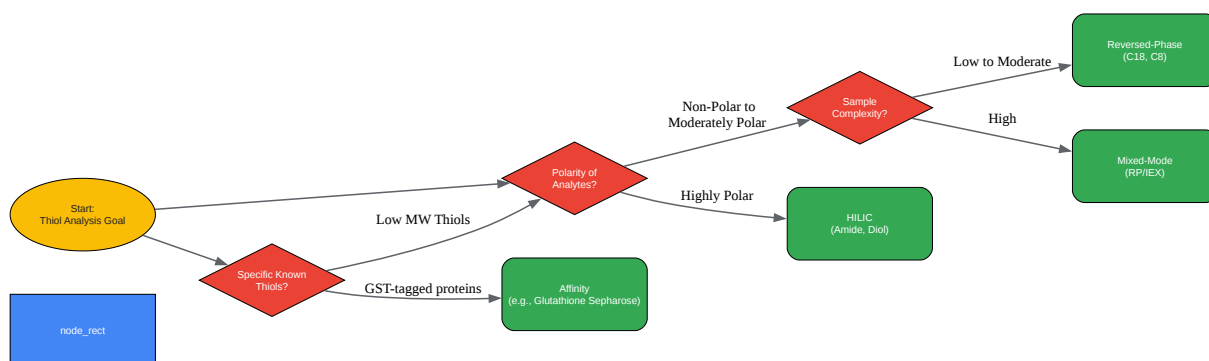 Start:
Thiol Analysis Goal
node_rect
Specific Known
Thiols?
Low MW Thiols
GST-tagged proteins
Affinity
(e.g., Glutathione Sepharose)
Polarity of
Analytes?
Non-Polar to
Moderately Polar
Highly Polar
HILIC
(Amide, Diol)
Sample
Complexity?
Low to Moderate
High
Reversed-Phase
(C18, C8)
Mixed-Mode
(RP/IEX)